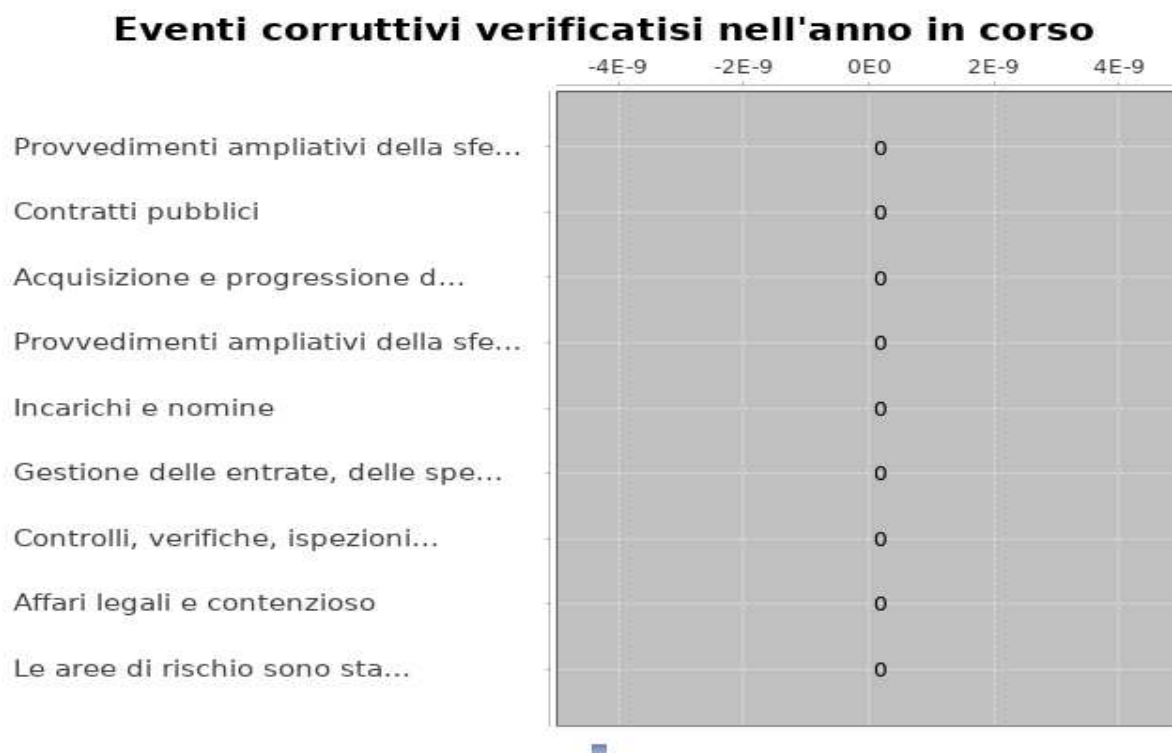 Eventi corruttivi verificatisi nell'anno in corso
-4E-9 -2E-9 0E0 2E-9 4E-9
Provvedimenti ampliativi della sfe... 0
Contratti pubblici 0
Acquisizione e progressione d... 0
Provvedimenti ampliativi della sfe... 0
Incarichi e nomine 0
Gestione delle entrate, delle spe... 0
Controlli, verifiche, ispezioni... 0
Affari legali e contenzioso 0
Le aree di rischio sono sta... 0